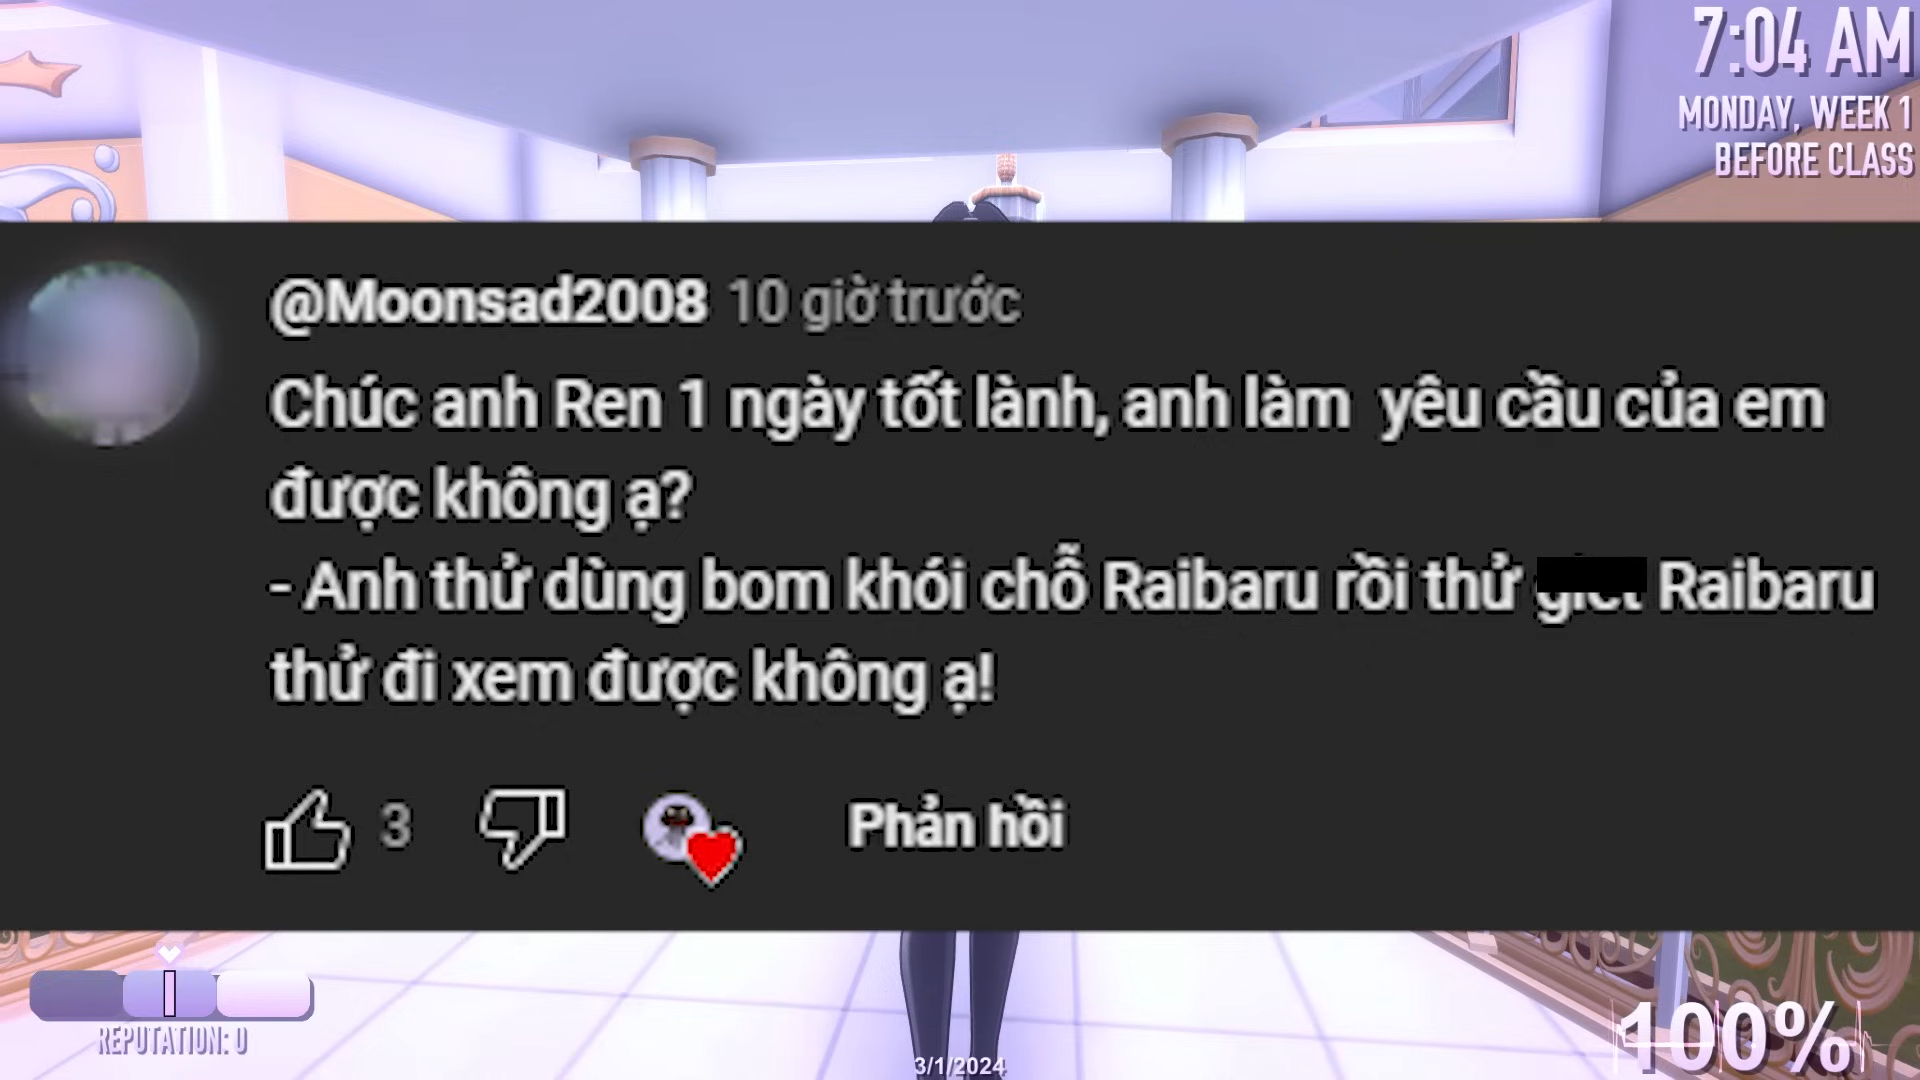 7:04 AM
MONDAY, WEEK 1
BEFORE CLASS
@Moonsad2008 10 giờ trước
Chúc anh Ren 1 ngày tốt lành, anh làm yêu cầu của em
được không ạ?
- Anh thử dùng bom khói chỗ Raibaru rồi thử Raibaru
thử đi xem được không ạ!
3
Phản hồi
REPUTATION: 0
3/1/2024
100%